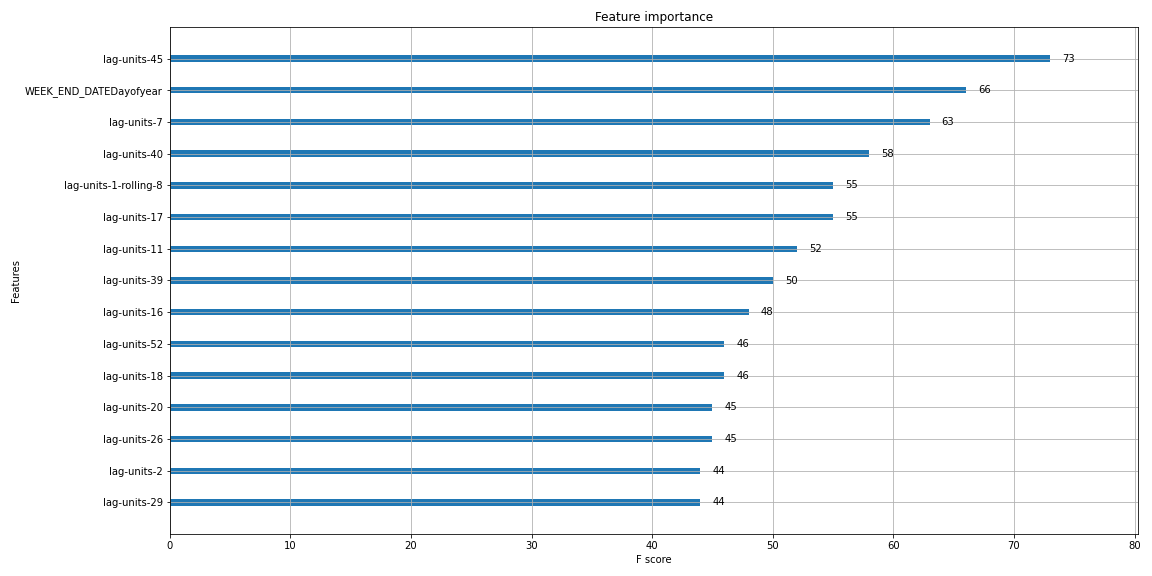 Feature importance
lag-units-45 73
WEEK_END_DATEDayofyear 66
lag-units-7 63
lag-units-40 58
lag-units-1-rolling-8 55
lag-units-17 55
lag-units-11 52
lag-units-39 50
lag-units-16 48
lag-units-52 46
lag-units-18 46
lag-units-20 45
lag-units-26 45
lag-units-2 44
lag-units-29 44
Features
0 10 20 30 40 50 60 70 80
F score